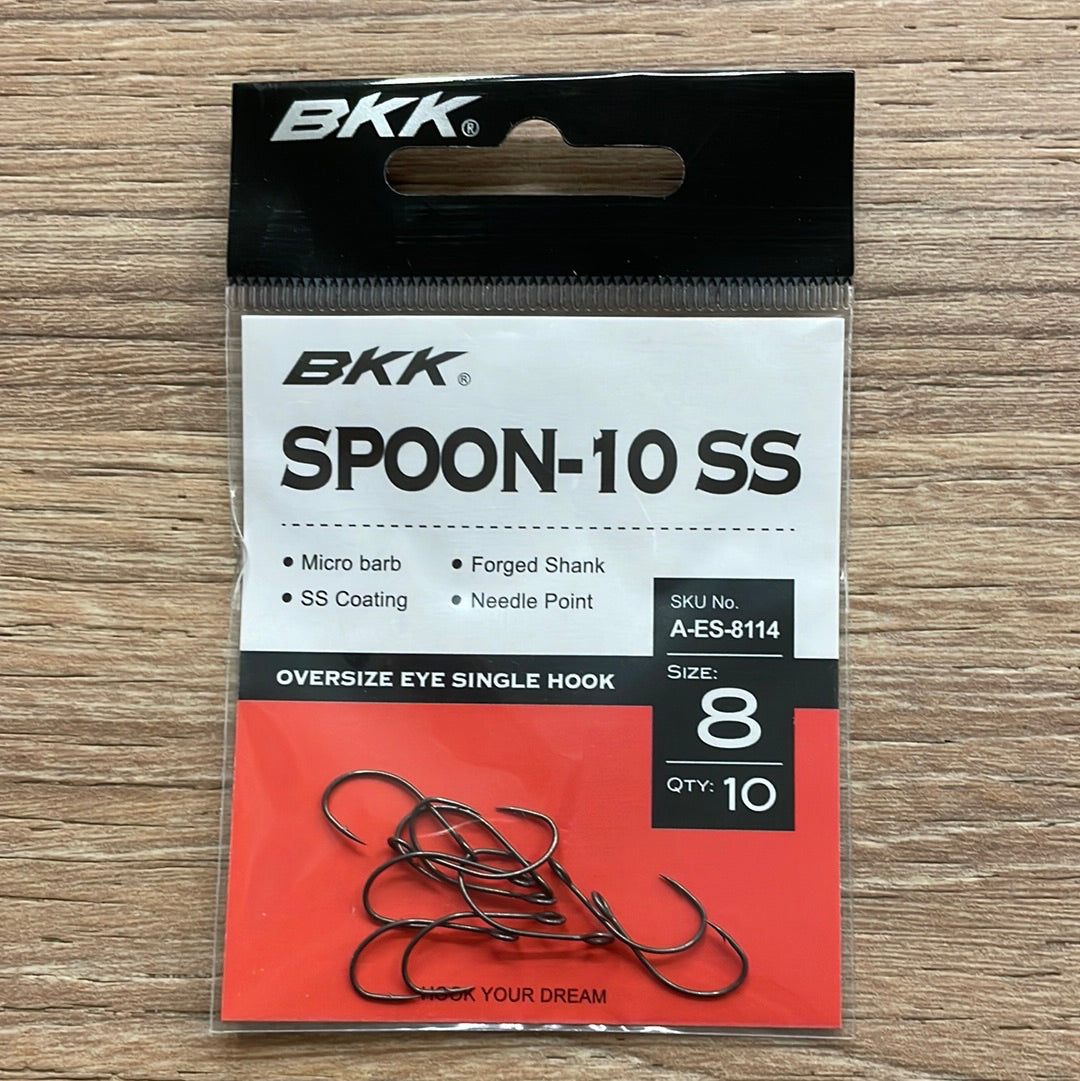 BKK®
BKK®
SPOON-10 SS
• Micro barb • Forged Shank
• SS Coating • Needle Point
SKU No.
A-ES-8114
OVERSIZE EYE SINGLE HOOK
SIZE:
8
QTY: 10
HOOK YOUR DREAM